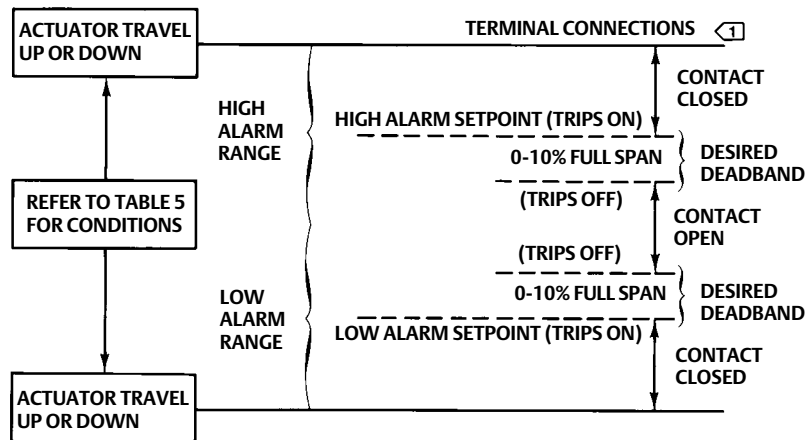 ACTUATOR TRAVEL
UP OR DOWN
TERMINAL CONNECTIONS 1
CONTACT
CLOSED
HIGH
ALARM
RANGE
HIGH ALARM SETPOINT (TRIPS ON)
0-10% FULL SPAN
DESIRED
DEADBAND
(TRIPS OFF)
REFER TO TABLE 5
FOR CONDITIONS
CONTACT
OPEN
(TRIPS OFF)
0-10% FULL SPAN
DESIRED
DEADBAND
LOW
ALARM
RANGE
LOW ALARM SETPOINT (TRIPS ON)
CONTACT
CLOSED
ACTUATOR TRAVEL
UP OR DOWN